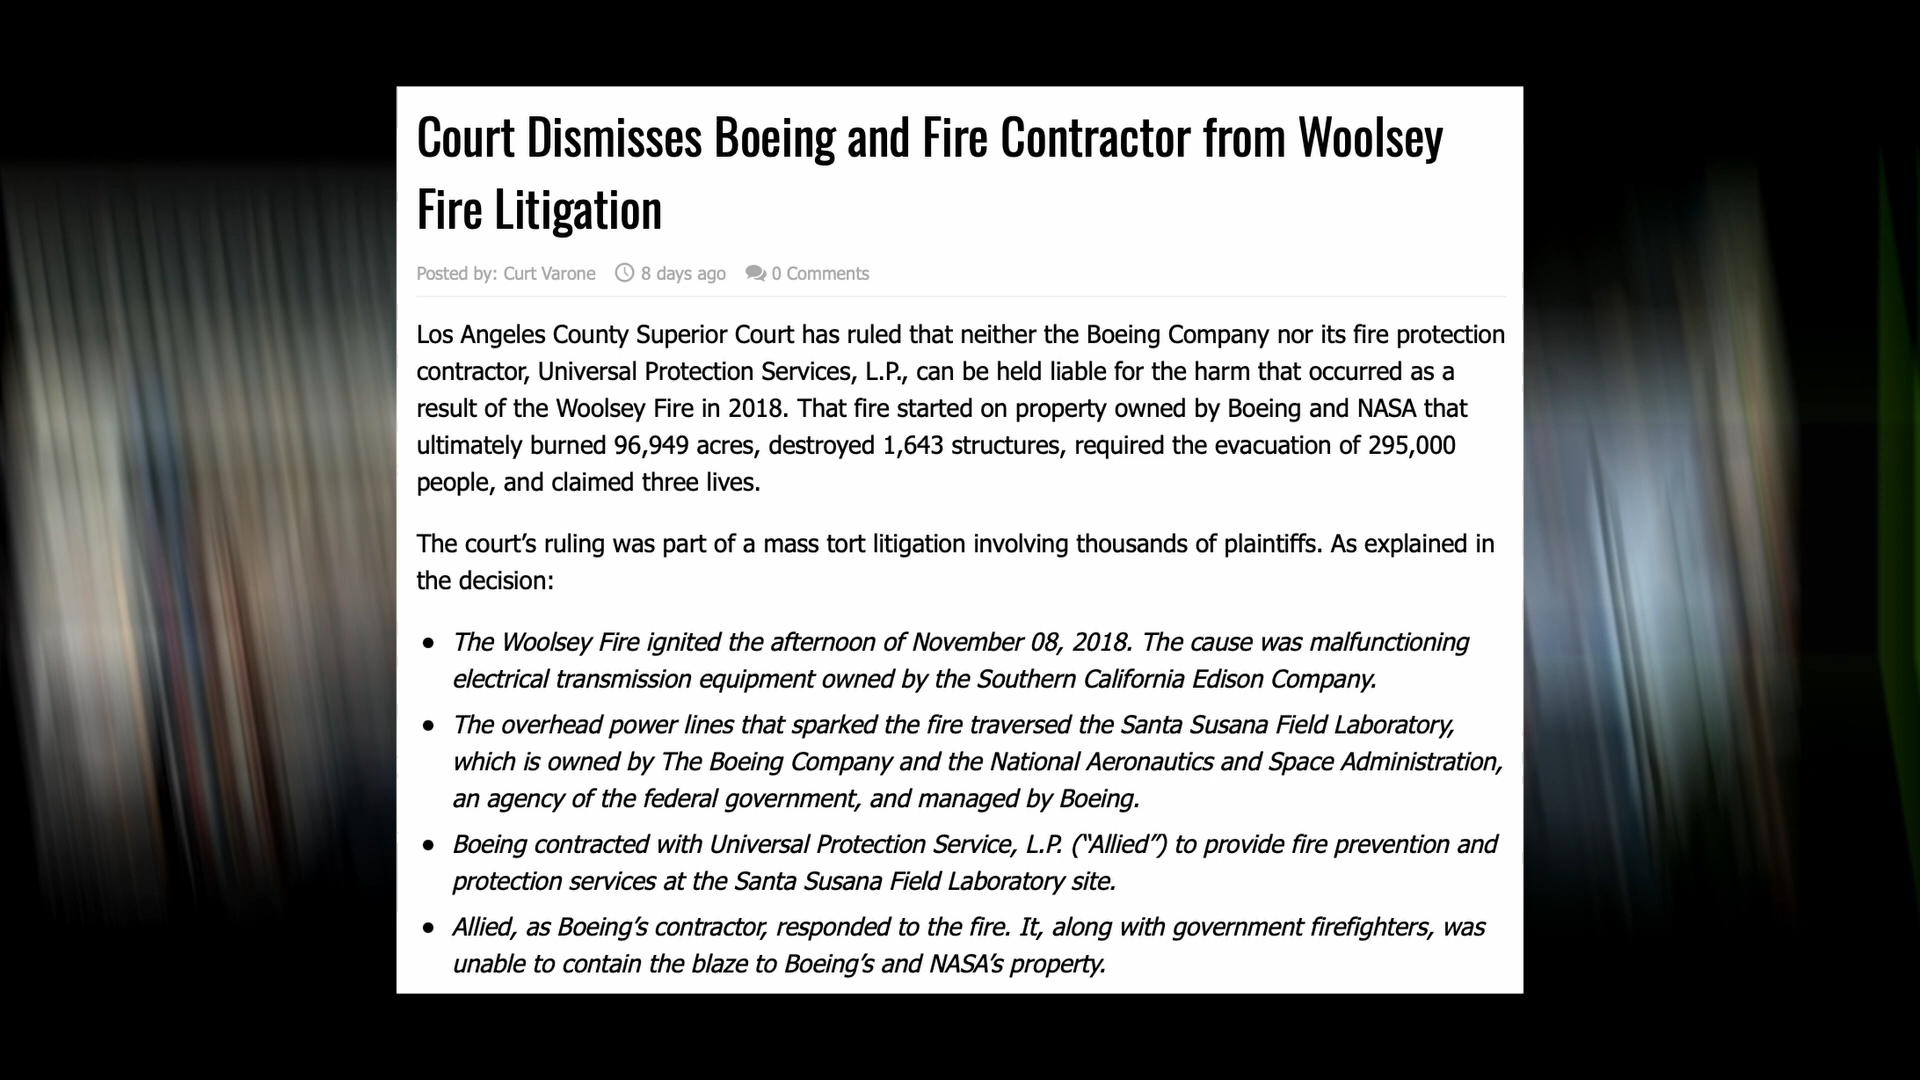 Court Dismisses Boeing and Fire Contractor from Woolsey
Fire Litigation
Posted by: Curt Varone 8 days ago 0 Comments
Los Angeles County Superior Court has ruled that neither the Boeing Company nor its fire protection
contractor, Universal Protection Services, L.P., can be held liable for the harm that occurred as a
result of the Woolsey Fire in 2018. That fire started on property owned by Boeing and NASA that
ultimately burned 96,949 acres, destroyed 1,643 structures, required the evacuation of 295,000
people, and claimed three lives.
The court’s ruling was part of a mass tort litigation involving thousands of plaintiffs. As explained in
the decision:
• The Woolsey Fire ignited the afternoon of November 08, 2018. The cause was malfunctioning
electrical transmission equipment owned by the Southern California Edison Company.
• The overhead power lines that sparked the fire traversed the Santa Susana Field Laboratory,
which is owned by The Boeing Company and the National Aeronautics and Space Administration,
an agency of the federal government, and managed by Boeing.
• Boeing contracted with Universal Protection Service, L.P. (“Allied”) to provide fire prevention and
protection services at the Santa Susana Field Laboratory site.
• Allied, as Boeing’s contractor, responded to the fire. It, along with government firefighters, was
unable to contain the blaze to Boeing’s and NASA’s property.